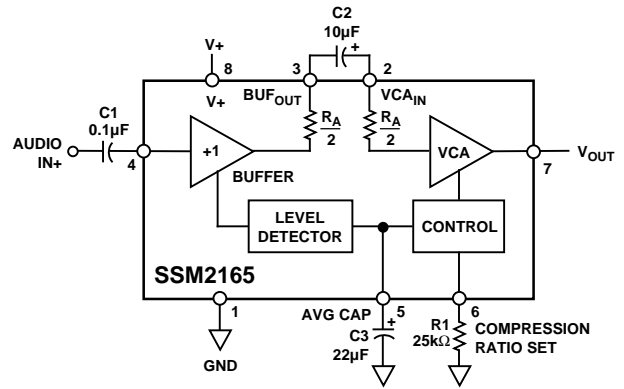 C2
10µF
+
V+
8
3
2
V+
BUFOUT
VCAIN
C1
0.1µF
RA
2
RA
2
AUDIO
IN+
4
+1
VCA
7
VOUT
BUFFER
LEVEL
DETECTOR
CONTROL
SSM2165
1
AVG CAP
5
6
GND
C3
22µF
+
R1
25kΩ
COMPRESSION
RATIO SET